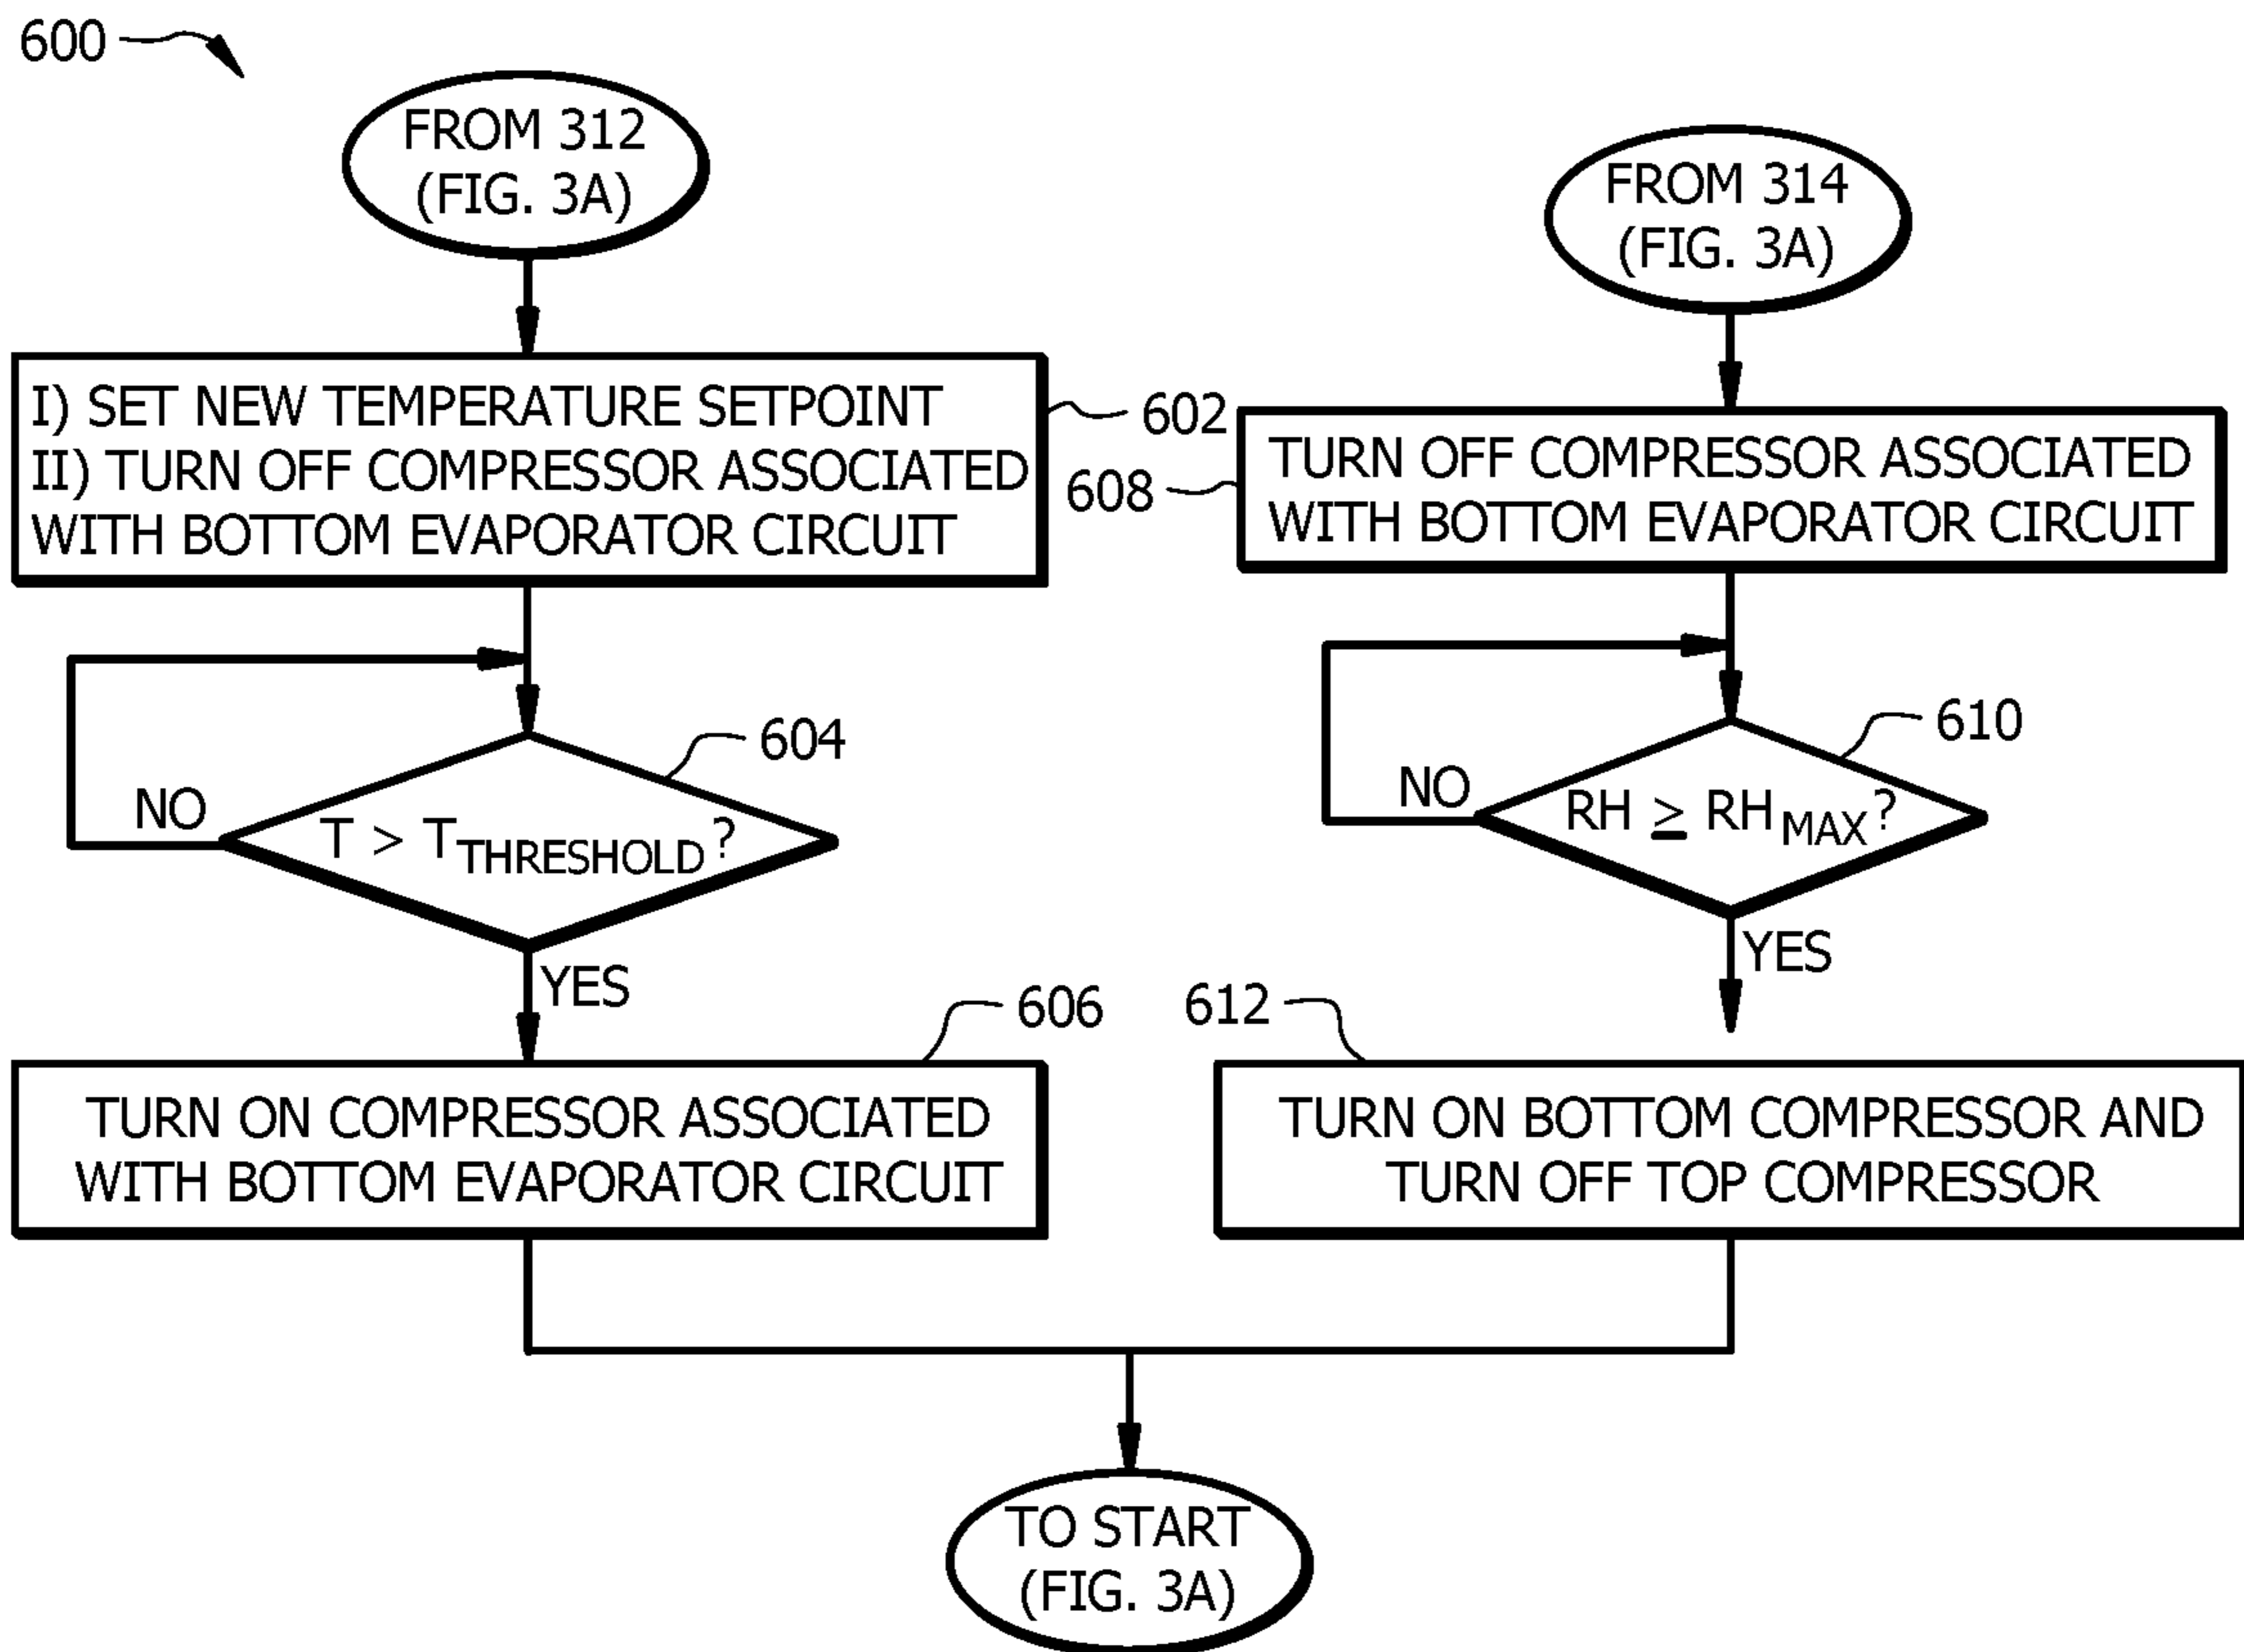 600
FROM 312
(FIG. 3A)
I) SET NEW TEMPERATURE SETPOINT
II) TURN OFF COMPRESSOR ASSOCIATED
WITH BOTTOM EVAPORATOR CIRCUIT
602
604
NO
T > T THRESHOLD ?
YES
606
TURN ON COMPRESSOR ASSOCIATED
WITH BOTTOM EVAPORATOR CIRCUIT
FROM 314
(FIG. 3A)
608
TURN OFF COMPRESSOR ASSOCIATED
WITH BOTTOM EVAPORATOR CIRCUIT
610
NO
RH ≥ RH MAX ?
YES
612
TURN ON BOTTOM COMPRESSOR AND
TURN OFF TOP COMPRESSOR
TO START
(FIG. 3A)